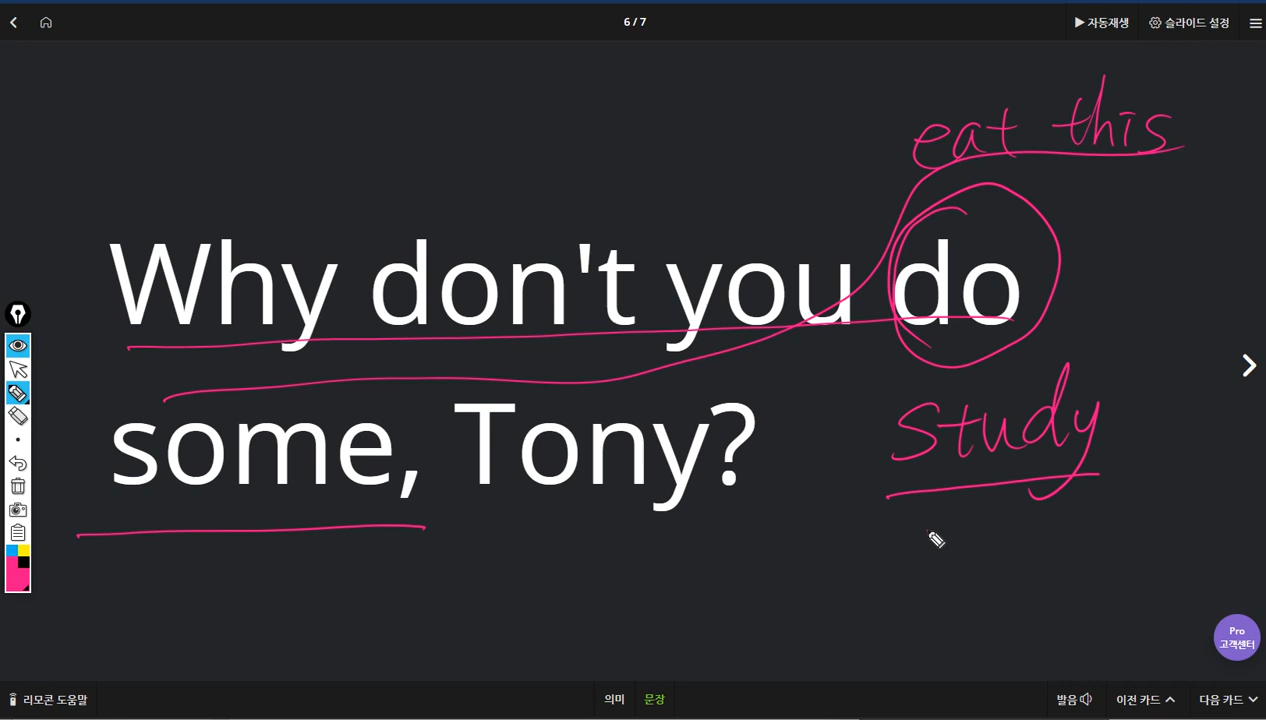 6 / 7
자동재생
슬라이드 설정
eat this
Why don't you do
some, Tony?
study
Pro
고객센터
리모콘 도움말
의미
문장
발음
이전 카드
다음 카드